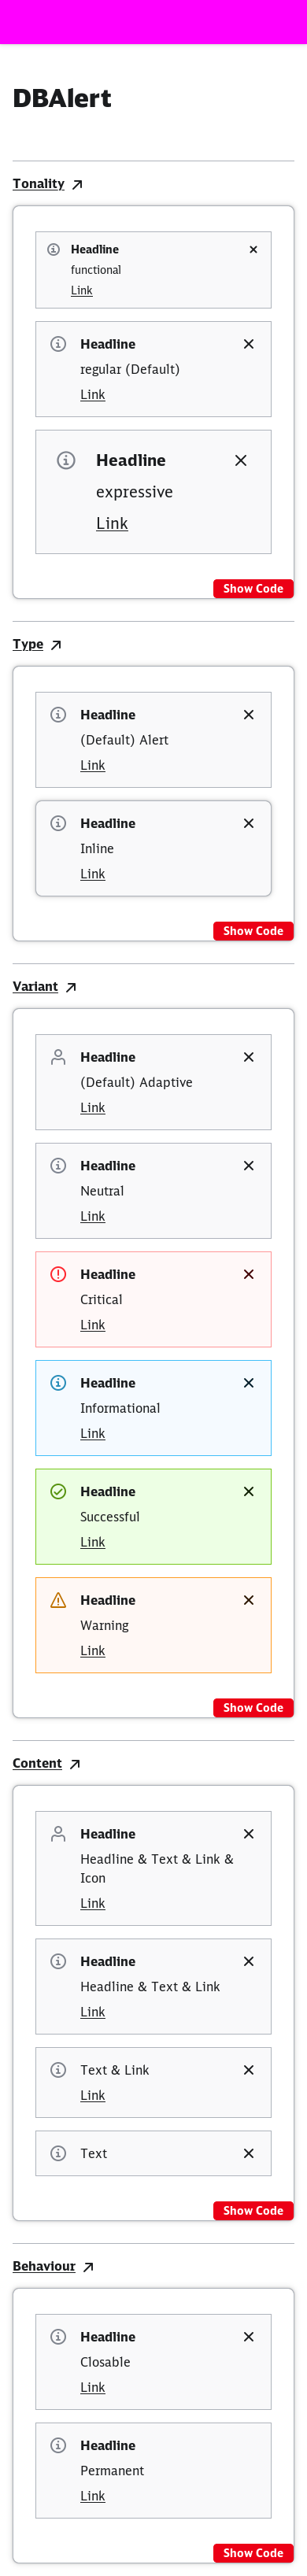 DBAlert
Tonality
Headline
functional
Link
Headline
regular (Default)
Link
Headline
expressive
Link
Show Code
Type
Headline
(Default) Alert
Link
Headline
Inline
Link
Show Code
Variant
Headline
(Default) Adaptive
Link
Headline
Neutral
Link
Headline
Critical
Link
Headline
Informational
Link
Headline
Successful
Link
Headline
Warning
Link
Show Code
Content
Headline
Headline & Text & Link &
Icon
Link
Headline
Headline & Text & Link
Link
Text & Link
Link
Text
Show Code
Behaviour
Headline
Closable
Link
Headline
Permanent
Link
Show Code